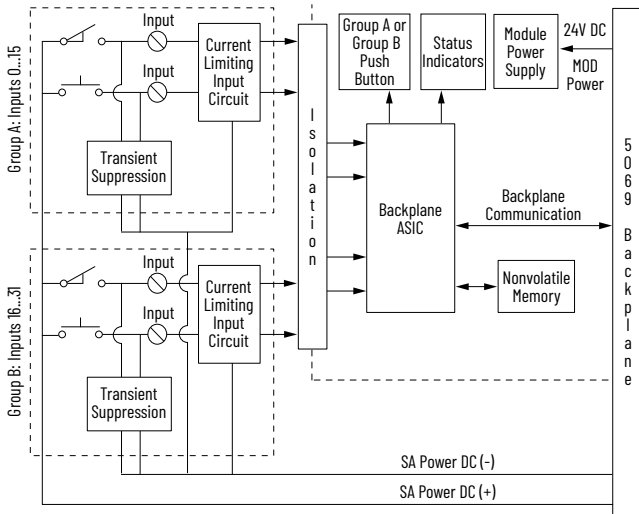 Group A: Inputs 0...15
Input
Input
Current
Limiting
Input
Circuit
Transient
Suppression
Isolation
Group A or
Group B
Push
Button
Status
Indicators
Module
Power
Supply
24V DC
MOD
Power
Backplane
ASIC
Backplane
Communication
Nonvolatile
Memory
5069 Backplane
Group B: Inputs 16...31
Input
Input
Current
Limiting
Input
Circuit
Transient
Suppression
SA Power DC (-)
SA Power DC (+)